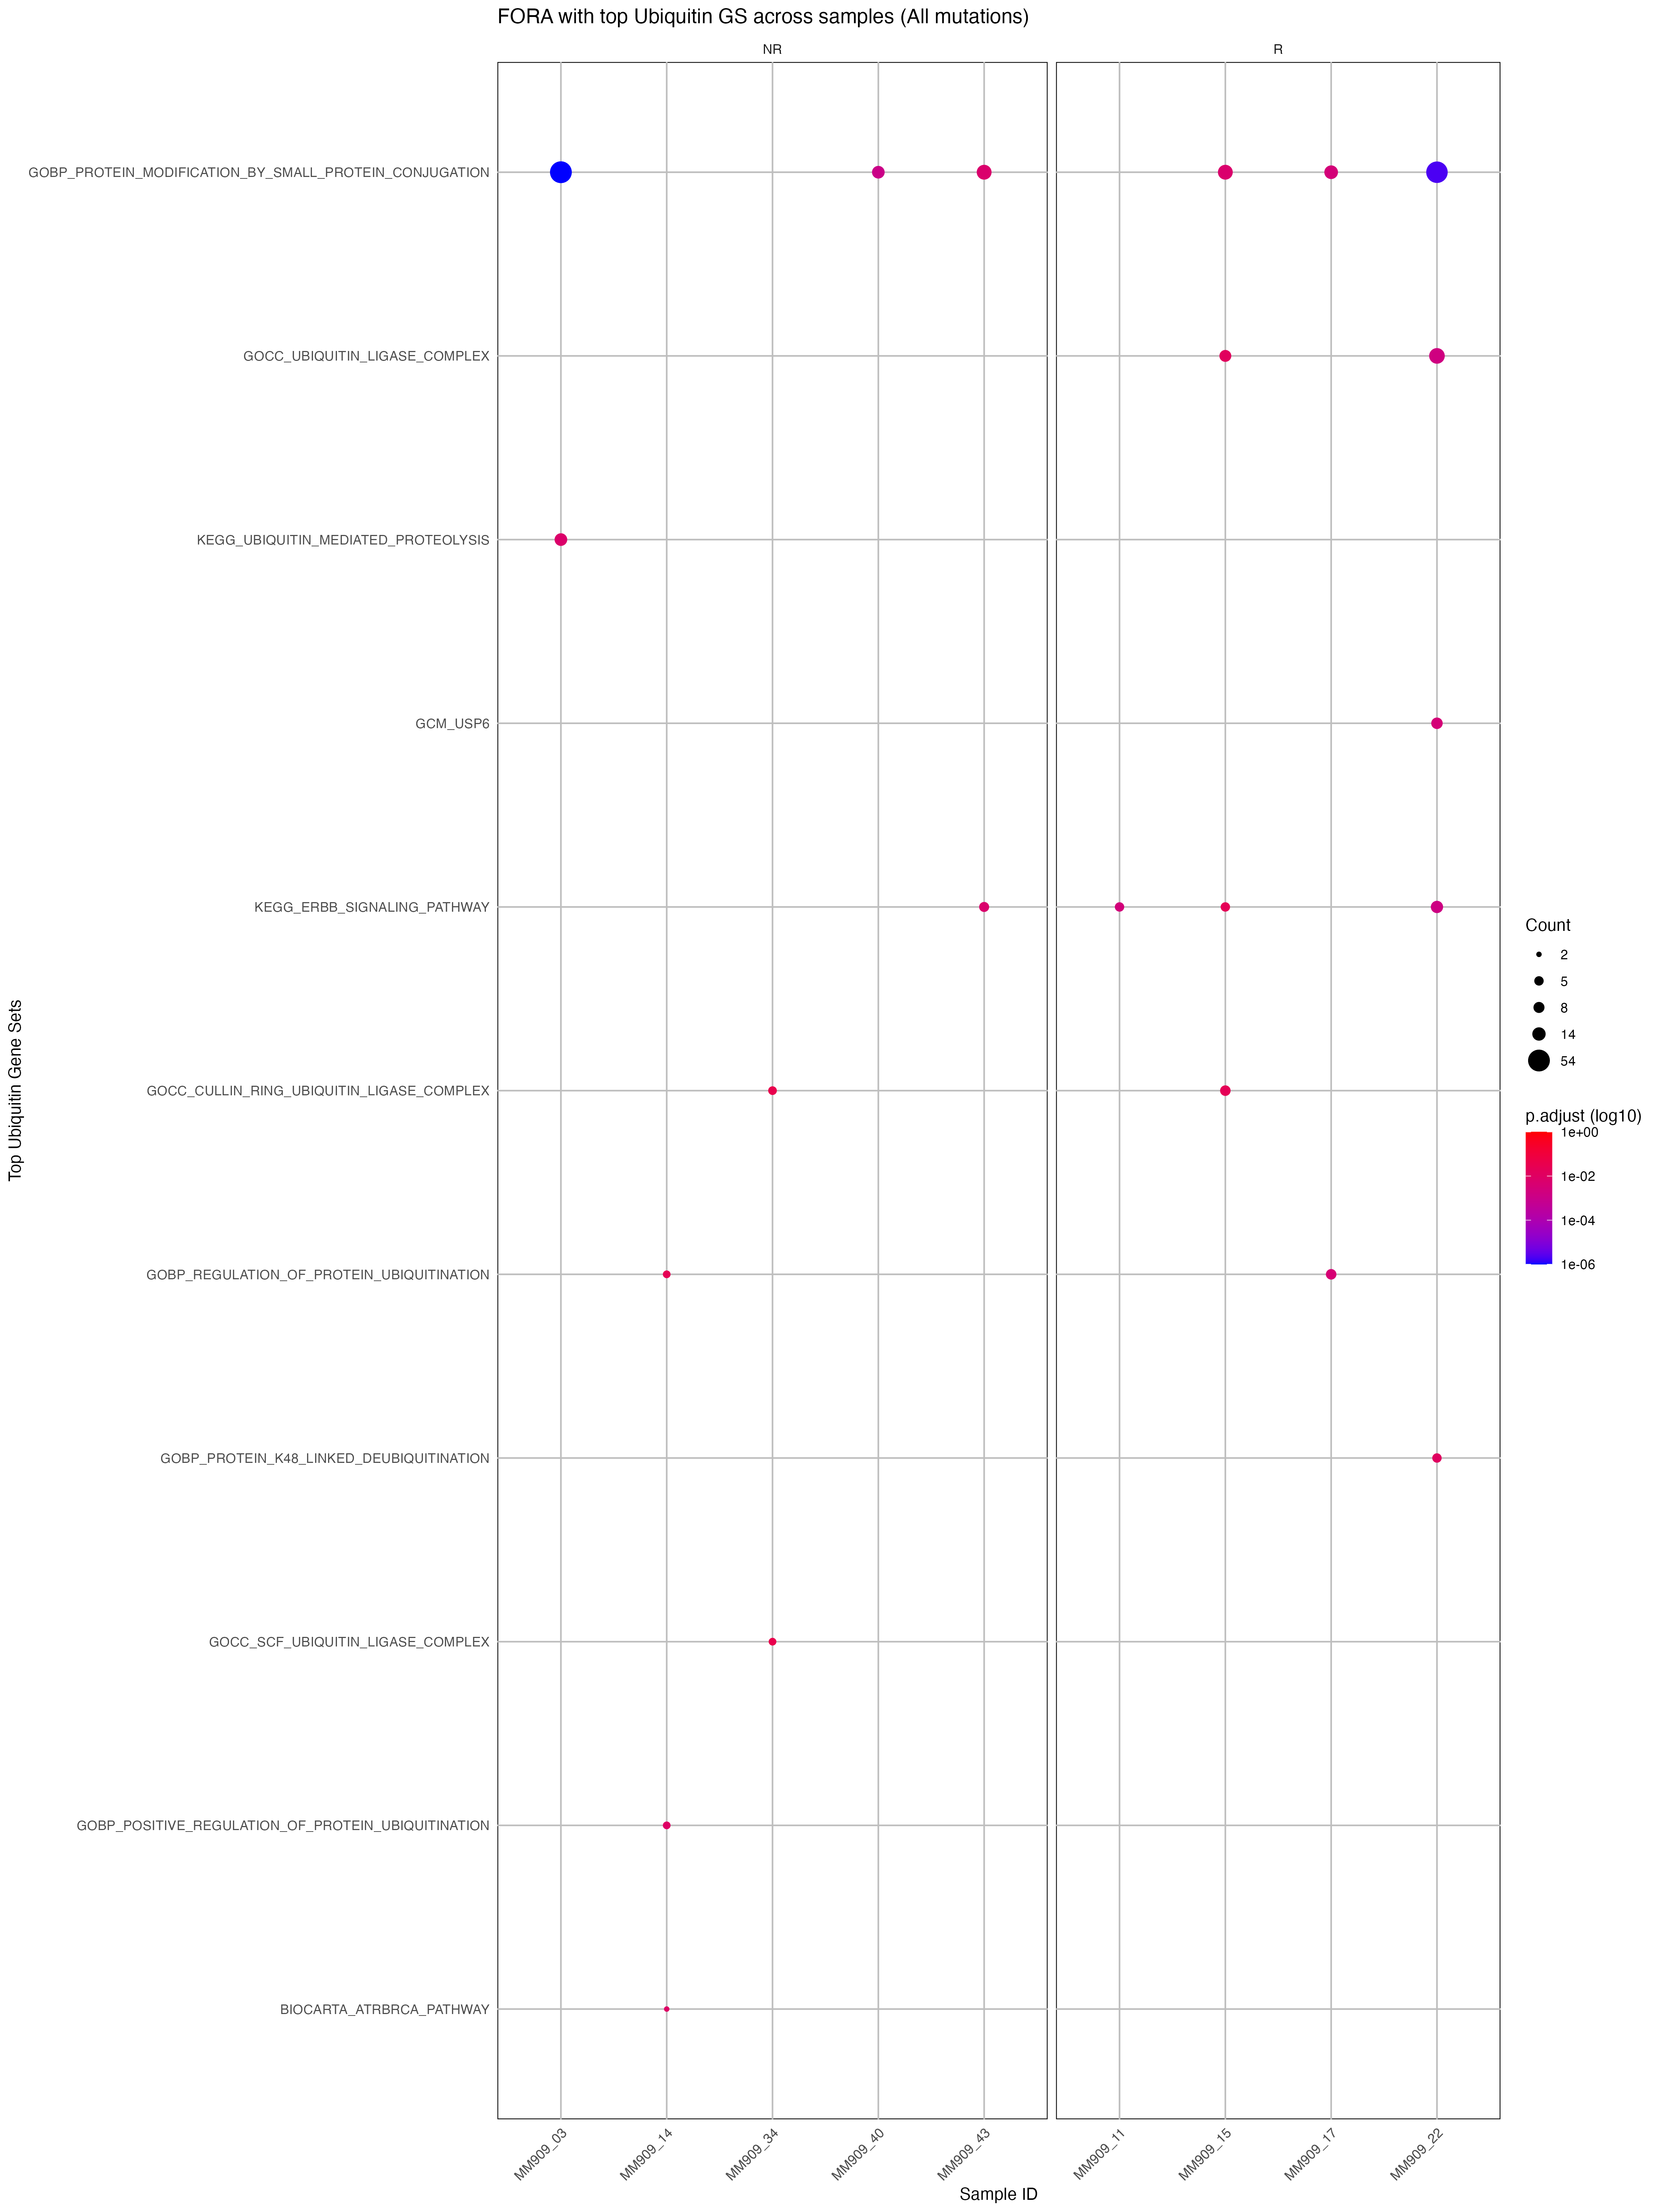 FORA with top Ubiquitin GS across samples (All mutations)
NR
R
GOBP_PROTEIN_MODIFICATION_BY_SMALL_PROTEIN_CONJUGATION
GOCC_UBIQUITIN_LIGASE_COMPLEX
KEGG_UBIQUITIN_MEDIATED_PROTEOLYSIS
GCM_USP6
KEGG_ERBB_SIGNALING_PATHWAY
GOCC_CULLIN_RING_UBIQUITIN_LIGASE_COMPLEX
GOBP_REGULATION_OF_PROTEIN_UBIQUITINATION
GOBP_PROTEIN_K48_LINKED_DEUBIQUITINATION
GOCC_SCF_UBIQUITIN_LIGASE_COMPLEX
GOBP_POSITIVE_REGULATION_OF_PROTEIN_UBIQUITINATION
BIOCARTA_ATRBRCA_PATHWAY
Top Ubiquitin Gene Sets
MM909_03
MM909_14
MM909_34
MM909_40
MM909_43
MM909_11
MM909_15
MM909_17
MM909_22
Sample ID
Count
2
5
8
14
54
p.adjust (log10)
1e+00
1e-02
1e-04
1e-06